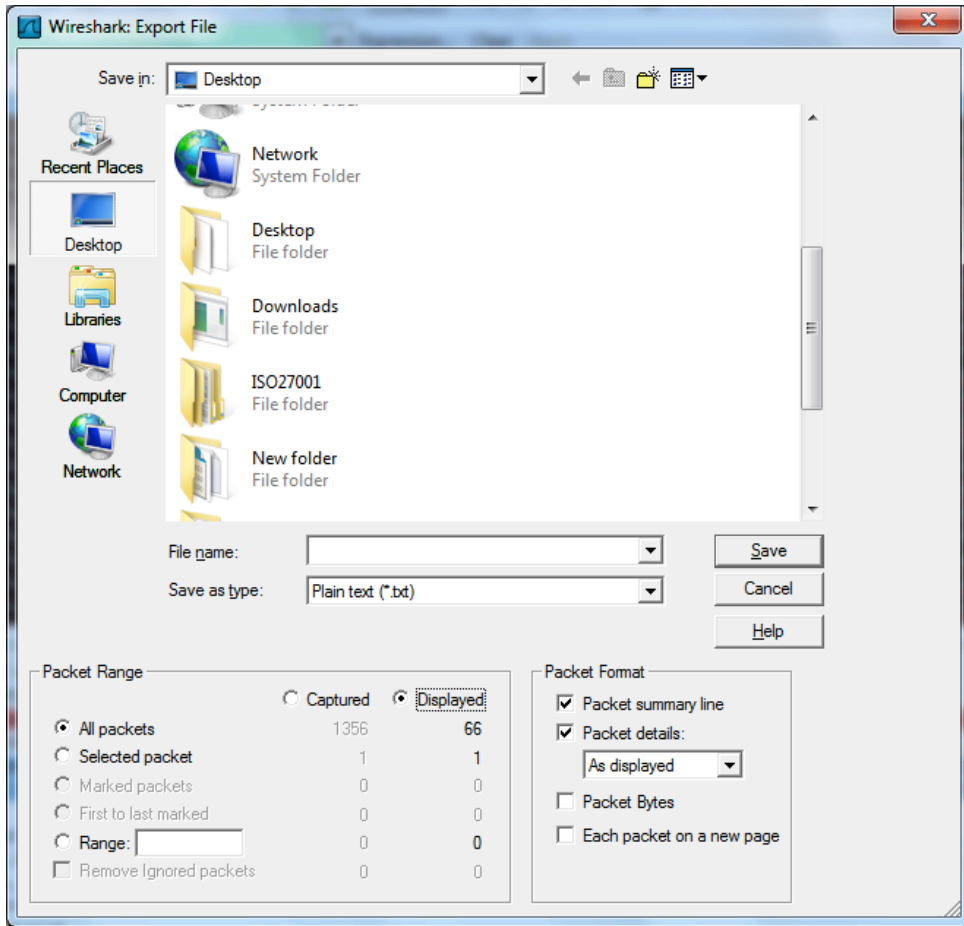 Wireshark: Export File
Save in: Desktop
Recent Places
Desktop
Libraries
Computer
Network
Network
System Folder
Desktop
File folder
Downloads
File folder
ISO27001
File folder
New folder
File folder
File name: Save
Save as type: Plain text (*.txt) Cancel
Help
Packet Range
Captured Displayed
All packets 1356 66
Selected packet 1 1
Marked packets 0 0
First to last marked 0 0
Range: 0 0
Remove Ignored packets 0 0
Packet Format
Packet summary line
Packet details:
As displayed
Packet Bytes
Each packet on a new page